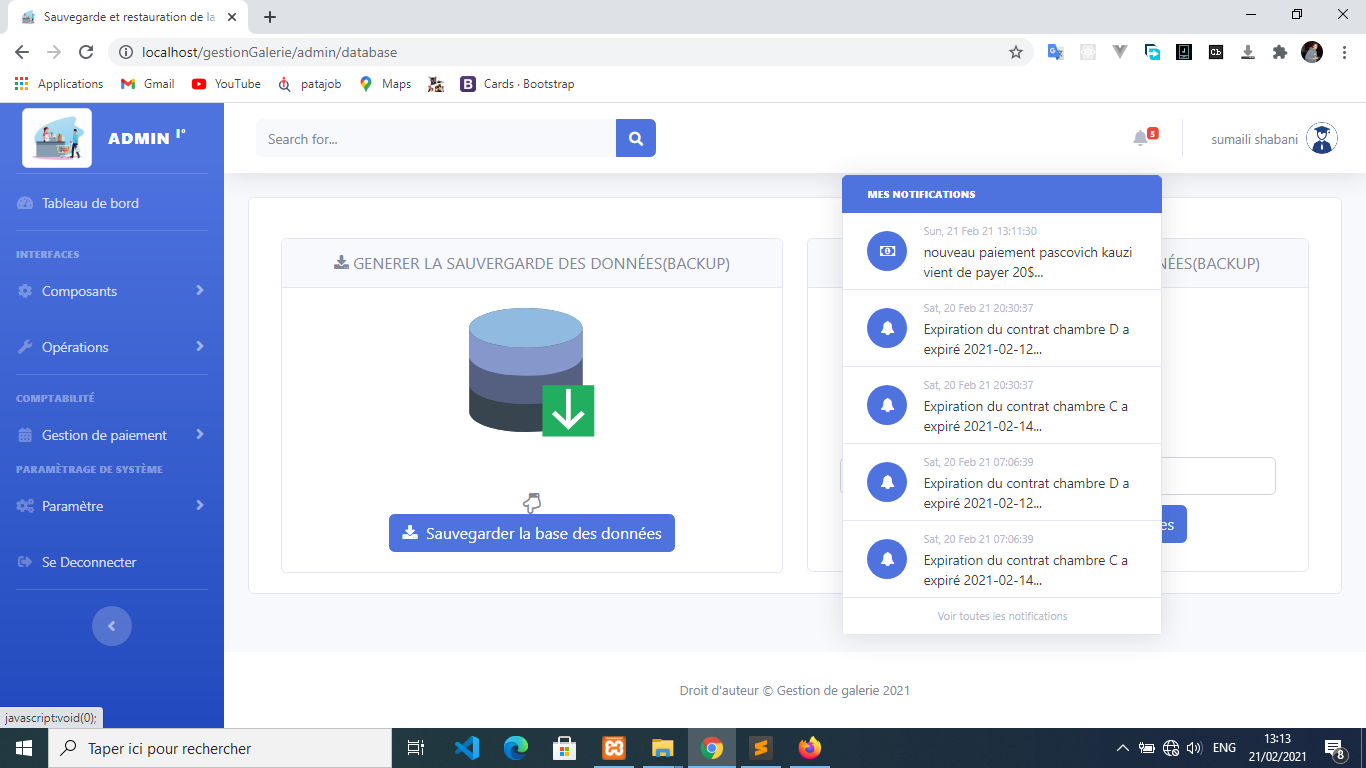 Sauvegarde et restauration de la
localhost/gestionGalerie/admin/database
Applications
Gmail
YouTube
patajob
Maps
Cards · Bootstrap
ADMIN 1°
Search for...
5
sumaili shabani
Tableau de bord
INTERFACES
Composants
Opérations
COMPTABILITÉ
Gestion de paiement
PARAMÈTRAGE DE SYSTÈME
Paramètre
Se Deconnecter
GENERER LA SAUVERGARDE DES DONNÉES(BACKUP)
Sauvegarder la base des données
NÉES(BACKUP)
es
MES NOTIFICATIONS
Sun, 21 Feb 21 13:11:30
nouveau paiement pascovich kauzi
vient de payer 20$...
Sat, 20 Feb 21 20:30:37
Expiration du contrat chambre D a
expiré 2021-02-12...
Sat, 20 Feb 21 20:30:37
Expiration du contrat chambre C a
expiré 2021-02-14...
Sat, 20 Feb 21 07:06:39
Expiration du contrat chambre D a
expiré 2021-02-12...
Sat, 20 Feb 21 07:06:39
Expiration du contrat chambre C a
expiré 2021-02-14...
Voir toutes les notifications
Droit d'auteur © Gestion de galerie 2021
javascript:void(0);
Taper ici pour rechercher
ENG
13:13
21/02/2021
8